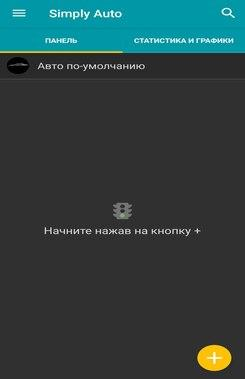 Simply Auto
ПАНЕЛЬ
СТАТИСТИКА И ГРАФИКИ
Авто по-умолчанию
Начните нажав на кнопку +